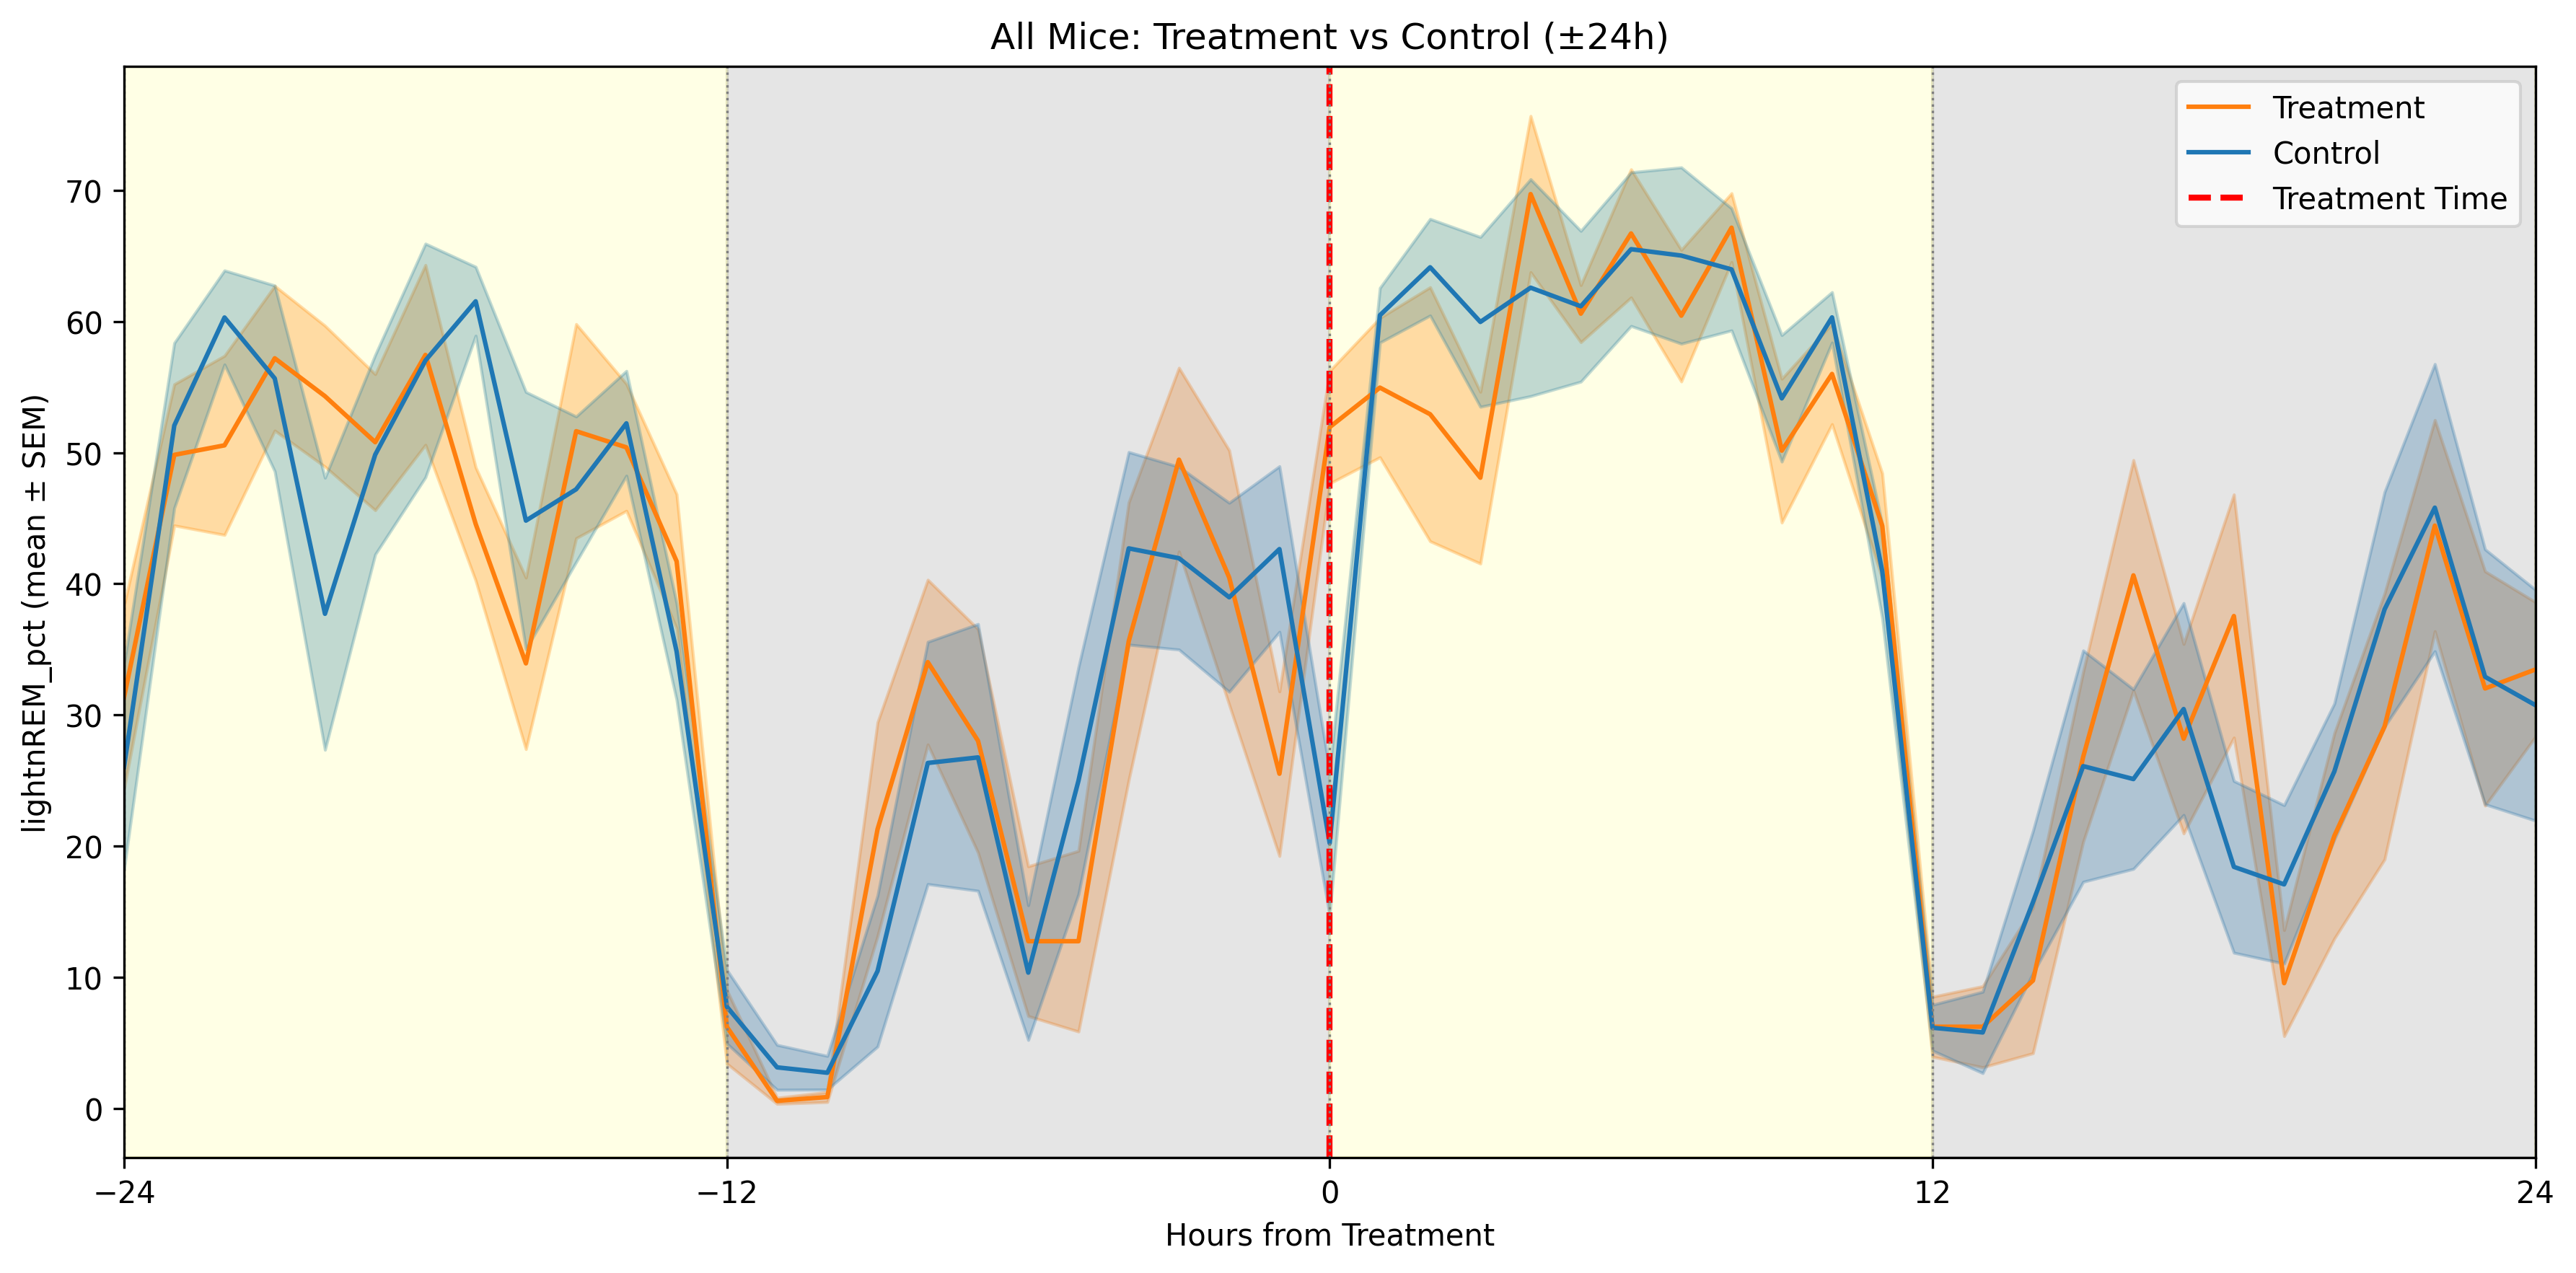 All Mice: Treatment vs Control (±24h)
Treatment
Control
Treatment Time
lightnREM_pct (mean ± SEM)
70
60
50
40
30
20
10
0
−24
−12
0
12
24
Hours from Treatment